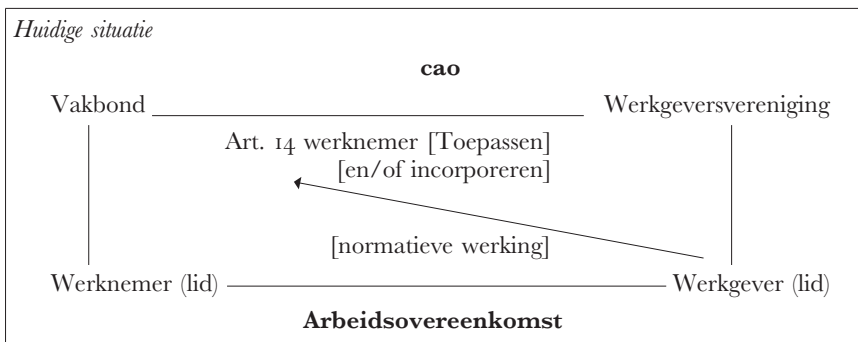 Huidige situatie
cao
Vakbond Werkgeversvereniging
Art. 14 werknemer [Toepassen]
[en/of incorporeren]
[normatieve werking]
Werknemer (lid) Werkgever (lid)
Arbeidsovereenkomst